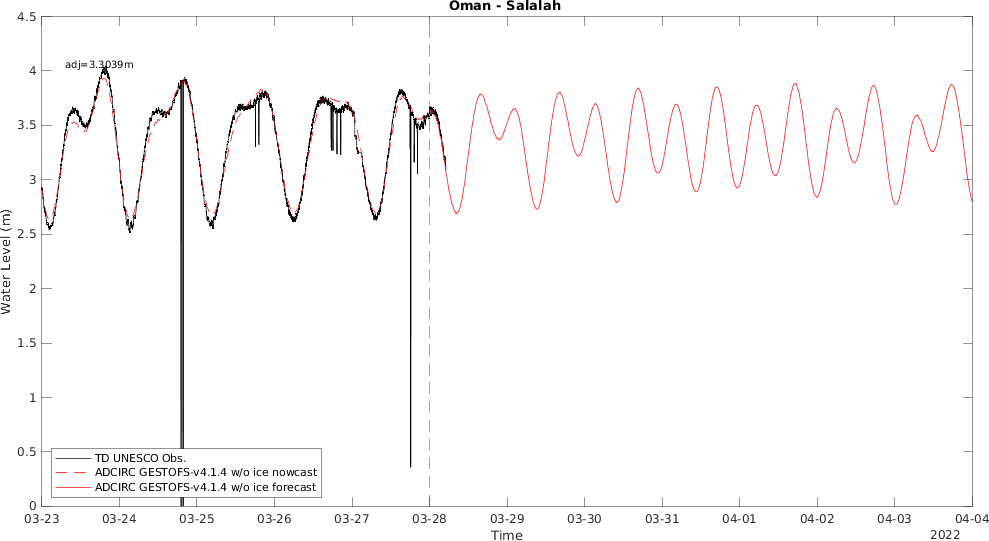 Oman - Salalah
4.5
adj=3.3039m
4
3.5
3
2.5
2
1.5
1
0.5
0
Water Level (m)
TD UNESCO Obs.
ADCIRC GESTOFS-v4.1.4 w/o ice nowcast
ADCIRC GESTOFS-v4.1.4 w/o ice forecast
03-23 03-24 03-25 03-26 03-27 03-28 03-29 03-30 03-31 04-01 04-02 04-03 04-04
Time
2022